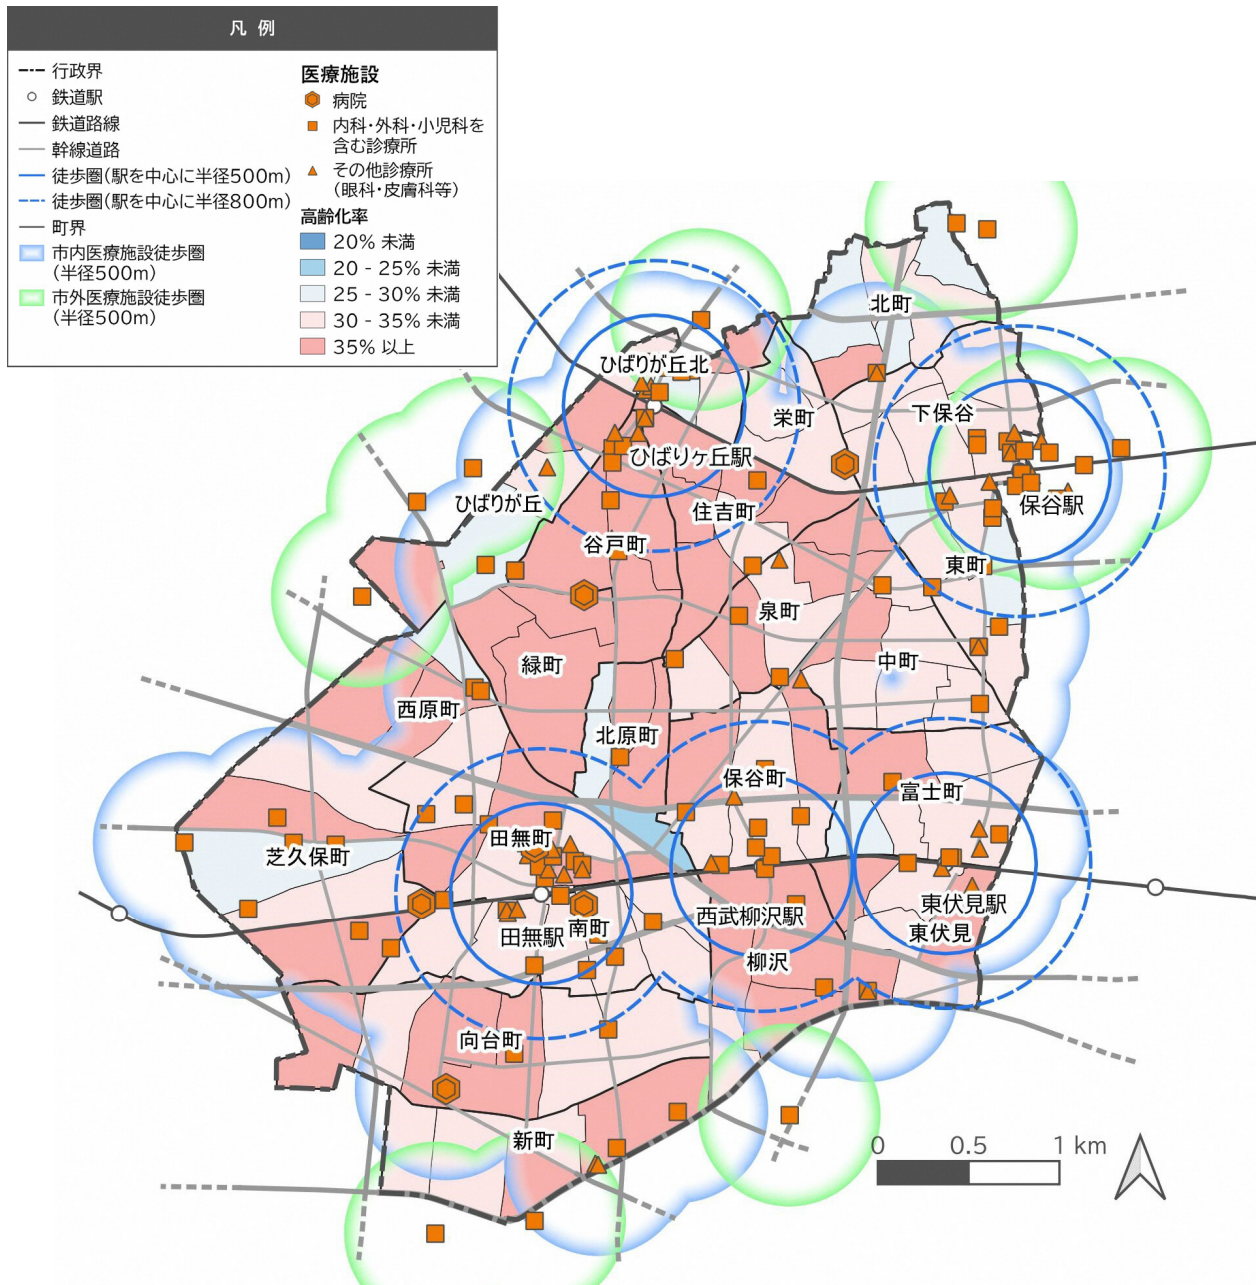 凡 例
行政界
鉄道駅
鉄道路線
幹線道路
徒歩圏（駅を中心に半径500m）
徒歩圏（駅を中心に半径800m）
町界
市内医療施設徒歩圏
（半径500m）
市外医療施設徒歩圏
（半径500m）
医療施設
病院
内科・外科・小児科を
含む診療所
その他診療所
（眼科・皮膚科等）
高齢化率
20% 未満
20 - 25% 未満
25 - 30% 未満
30 - 35% 未満
35% 以上
北町
ひばりが丘北
栄町
下保谷
ひばりヶ丘駅
ひばりが丘
住吉町
保谷駅
谷戸町
東町
泉町
緑町
中町
西原町
北原町
保谷町
富士町
田無町
芝久保町
東伏見駅
西武柳沢駅
南町
田無駅
東伏見
柳沢
向台町
新町
0 0.5 1 km